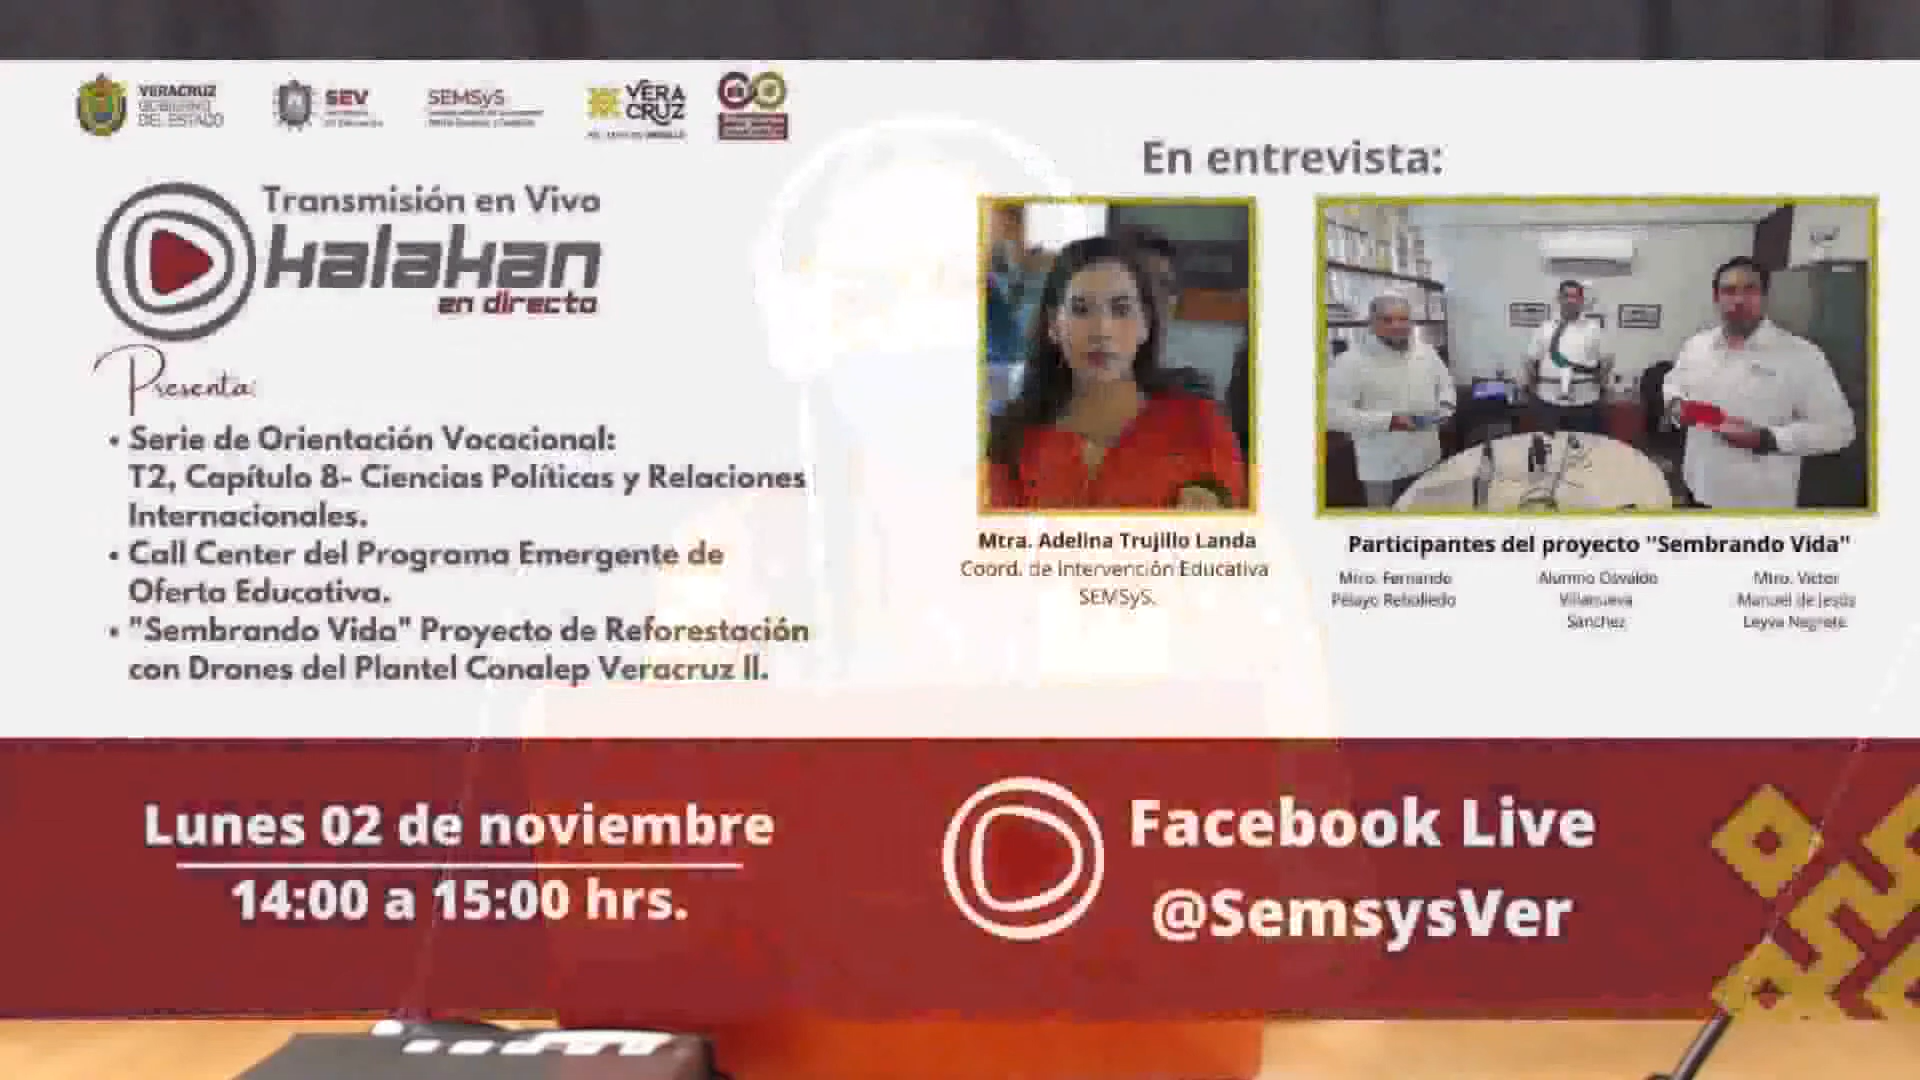 VERACRUZ
GOBIERNO
DEL ESTADO
SEV
SEMSyS
VERA
CRUZ
Transmisión en Vivo
kalakan
en directo
Presenta:
• Serie de Orientación Vocacional:
T2, Capítulo 8- Ciencias Políticas y Relaciones
Internacionales.
• Call Center del Programa Emergente de
Oferta Educativa.
• "Sembrando Vida" Proyecto de Reforestación
con Drones del Plantel Conalep Veracruz II.
En entrevista:
Mtra. Adelina Trujillo Landa
Coord. de Intervención Educativa
SEMSyS.
Participantes del proyecto "Sembrando Vida"
Mtro. Fernando
Pelayo Rebolledo
Alumno Osvaldo
Villanueva
Sánchez
Mtro. Víctor
Manuel de Jesús
Leyva Negrete
Lunes 02 de noviembre
14:00 a 15:00 hrs.
Facebook Live
@SemsysVer